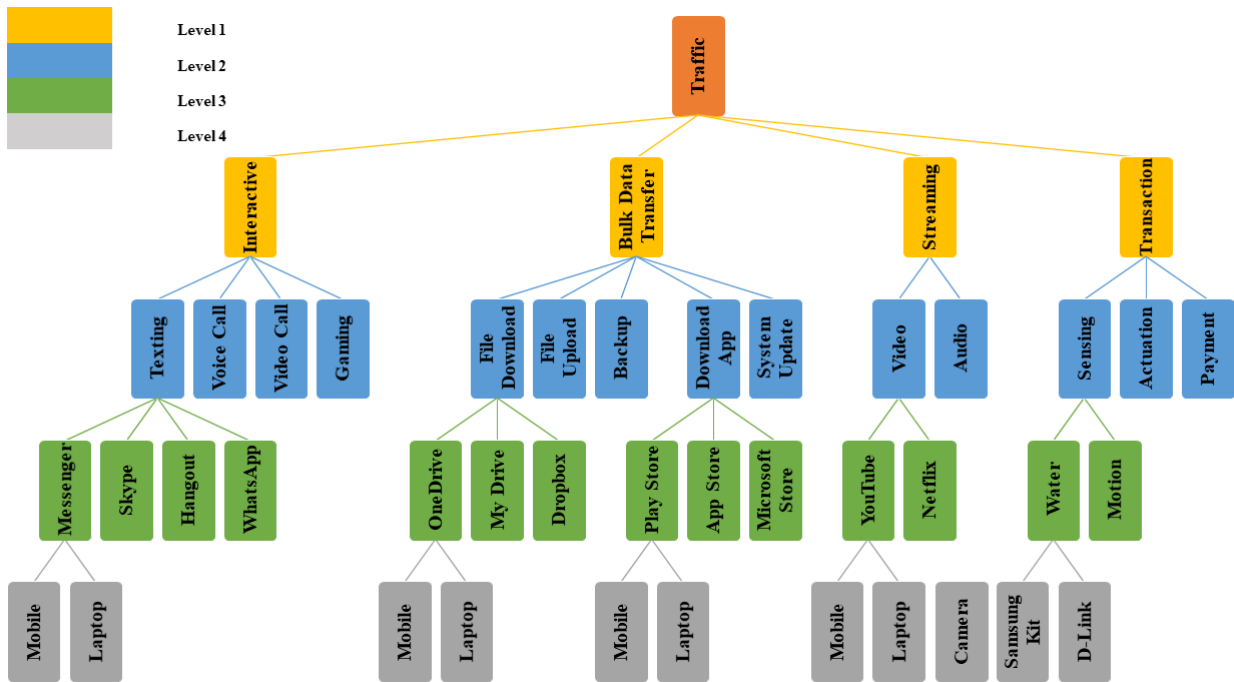 Level 1
Level 2
Level 3
Level 4
Traffic
Interactive
Bulk Data
Transfer
Streaming
Transaction
Texting
Voice Call
Video Call
Gaming
File
Download
File
Upload
Backup
Download
App
System
Update
Video
Audio
Sensing
Actuation
Payment
Messenger
Skype
Hangout
WhatsApp
OneDrive
My Drive
Dropbox
Play Store
App Store
Microsoft
Store
YouTube
Netflix
Water
Motion
Mobile
Laptop
Mobile
Laptop
Mobile
Laptop
Mobile
Laptop
Camera
Samsung
Kit
D-Link